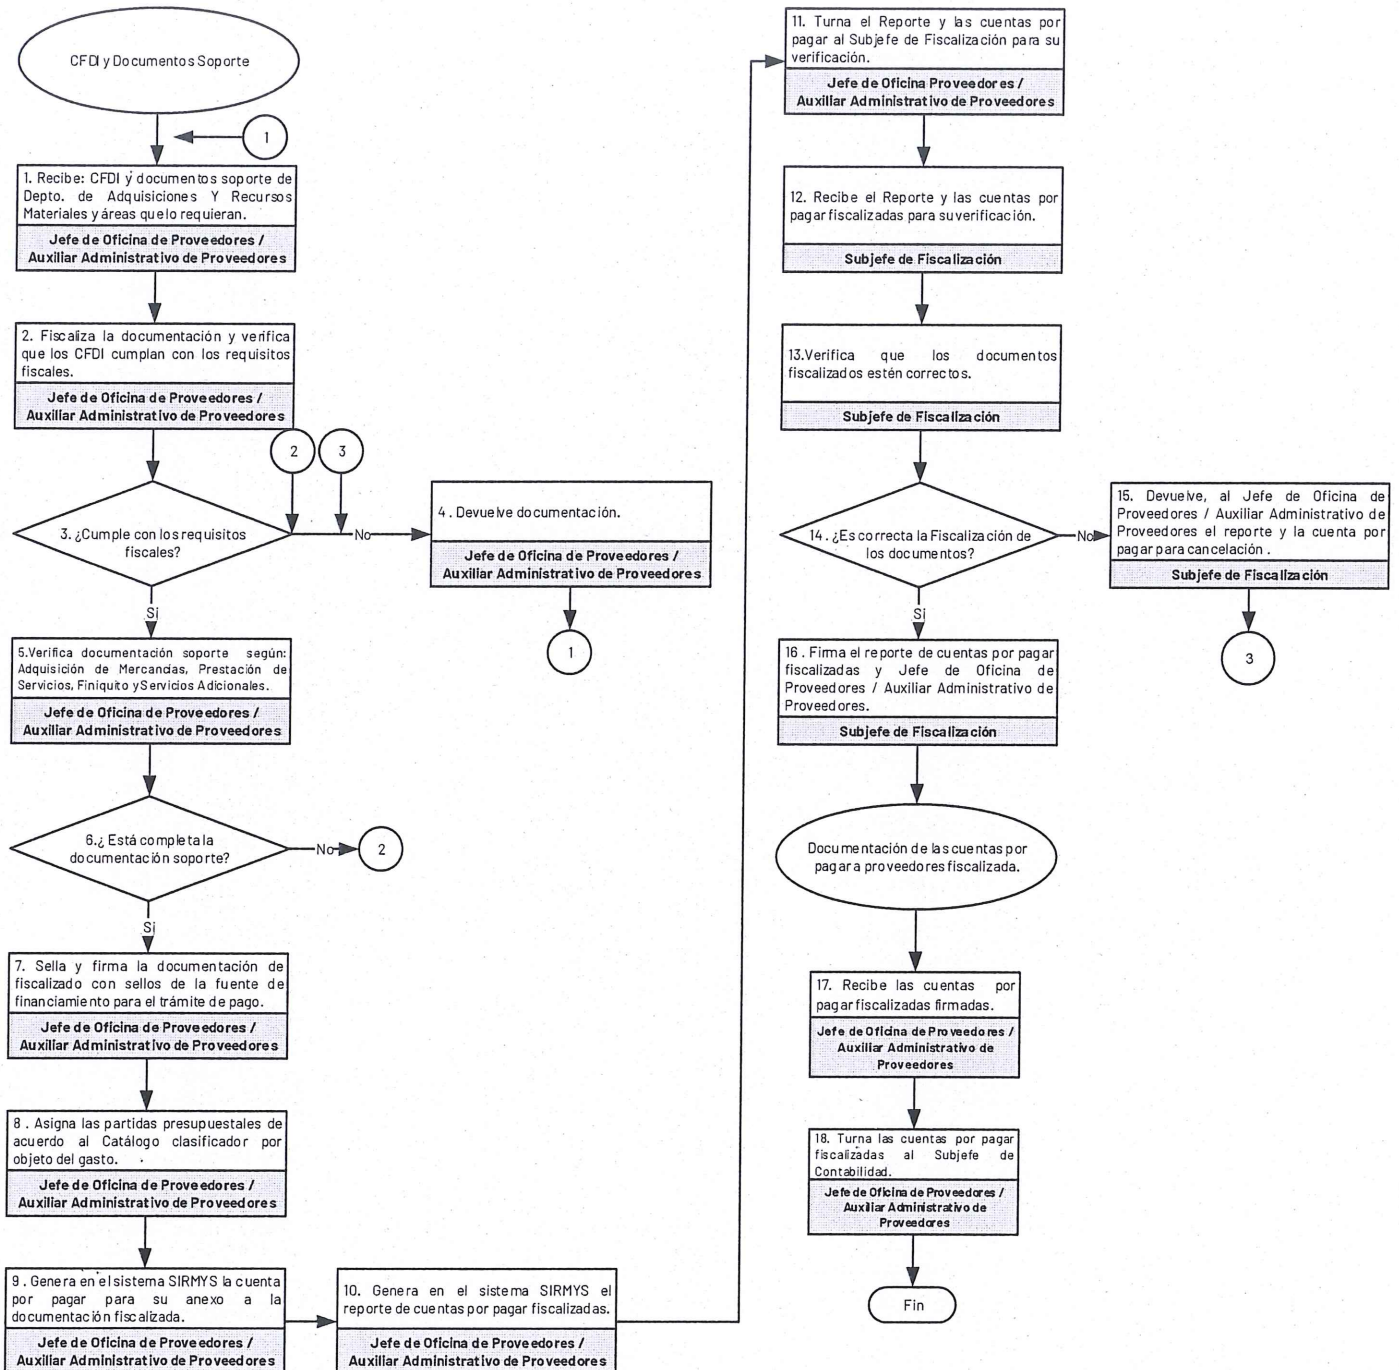 CFDI y Documentos Soporte
1
1. Recibe: CFDI y documentos soporte de
Depto. de Adquisiciones Y Recursos
Materiales y áreas que lo requieran.
Jefe de Oficina de Proveedores /
Auxiliar Administrativo de Proveedores
2. Fiscaliza la documentación y verifica
que los CFDI cumplan con los requisitos
fiscales.
Jefe de Oficina de Proveedores /
Auxiliar Administrativo de Proveedores
2
3
3. ¿Cumple con los requisitos
fiscales?
No
4. Devuelve documentación.
Jefe de Oficina de Proveedores /
Auxiliar Administrativo de Proveedores
1
Si
5.Verifica documentación soporte según:
Adquisición de Mercancías, Prestación de
Servicios, Finiquito y Servicios Adicionales.
Jefe de Oficina de Proveedores /
Auxiliar Administrativo de Proveedores
6.¿ Está completa la
documentación soporte?
No
2
Si
7. Sella y firma la documentación de
fiscalizado con sellos de la fuente de
financiamiento para el trámite de pago.
Jefe de Oficina de Proveedores /
Auxiliar Administrativo de Proveedores
8. Asigna las partidas presupuestales de
acuerdo al Catálogo clasificador por
objeto del gasto.
Jefe de Oficina de Proveedores /
Auxiliar Administrativo de Proveedores
9. Genera en el sistema SIRMYS la cuenta
por pagar para su anexo a la
documentación fiscalizada.
Jefe de Oficina de Proveedores /
Auxiliar Administrativo de Proveedores
10. Genera en el sistema SIRMYS el
reporte de cuentas por pagar fiscalizadas.
Jefe de Oficina de Proveedores /
Auxiliar Administrativo de Proveedores
11. Turna el Reporte y las cuentas por
pagar al Subjefe de Fiscalización para su
verificación.
Jefe de Oficina Proveedores /
Auxiliar Administrativo de Proveedores
12. Recibe el Reporte y las cuentas por
pagar fiscalizadas para su verificación.
Subjefe de Fiscalización
13.Verifica que los documentos
fiscalizados estén correctos.
Subjefe de Fiscalización
14. ¿Es correcta la Fiscalización de
los documentos?
No
15. Devuelve, al Jefe de Oficina de
Proveedores / Auxiliar Administrativo de
Proveedores el reporte y la cuenta por
pagar para cancelación .
Subjefe de Fiscalización
3
Si
16. Firma el reporte de cuentas por pagar
fiscalizadas y Jefe de Oficina de
Proveedores / Auxiliar Administrativo de
Proveedores.
Subjefe de Fiscalización
Documentación de las cuentas por
pagar a proveedores fiscalizada.
17. Recibe las cuentas por
pagar fiscalizadas firmadas.
Jefe de Oficina de Proveedores /
Auxiliar Administrativo de
Proveedores
18. Turna las cuentas por pagar
fiscalizadas al Subjefe de
Contabilidad.
Jefe de Oficina de Proveedores /
Auxiliar Administrativo de
Proveedores
Fin